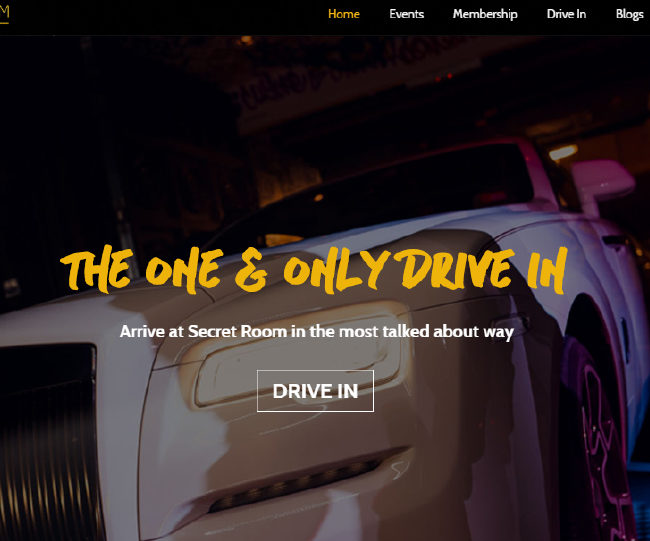 Home Events Membership Drive In Blogs
THE ONE & ONLY DRIVE IN
Arrive at Secret Room in the most talked about way
DRIVE IN